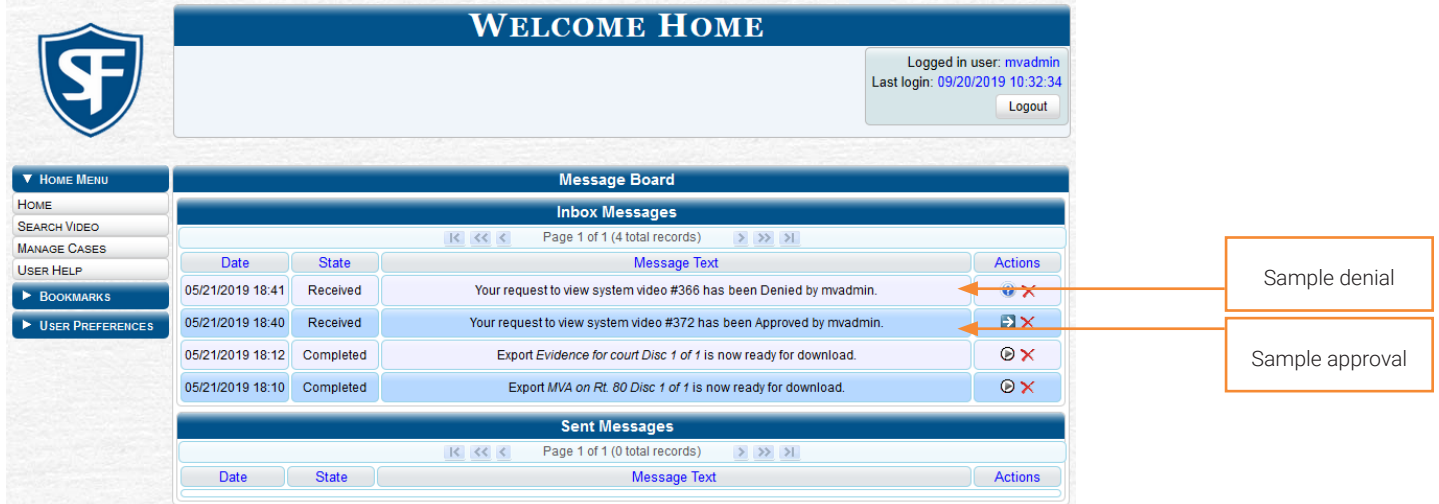 WELCOME HOME
SF
Logged in user: mvadmin
Last login: 09/20/2019 10:32:34
Logout
HOME MENU
HOME
SEARCH VIDEO
MANAGE CASES
USER HELP
BOOKMARKS
USER PREFERENCES
Message Board
Inbox Messages
Page 1 of 1 (4 total records)
Date State Message Text Actions
05/21/2019 18:41 Received Your request to view system video #366 has been Denied by mvadmin.
05/21/2019 18:40 Received Your request to view system video #372 has been Approved by mvadmin.
05/21/2019 18:12 Completed Export Evidence for court Disc 1 of 1 is now ready for download.
05/21/2019 18:10 Completed Export MVA on Rt. 80 Disc 1 of 1 is now ready for download.
Sent Messages
Page 1 of 1 (0 total records)
Date State Message Text Actions
Sample denial
Sample approval